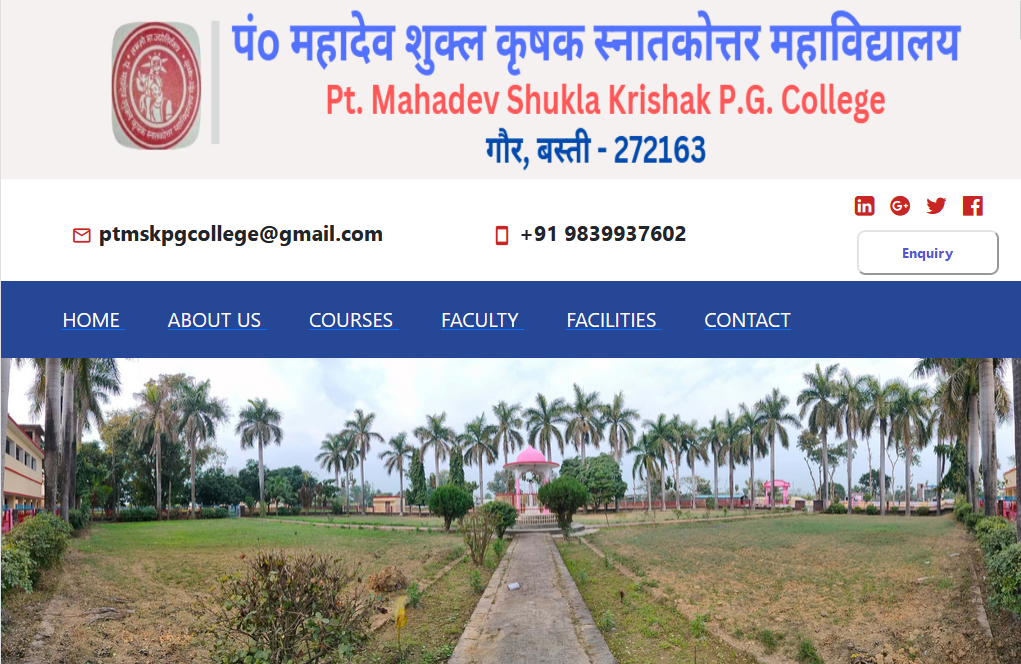 पं० महादेव शुक्ल कृषक स्नातकोत्तर महाविद्यालय
Pt. Mahadev Shukla Krishak P.G. College
गौर, बस्ती - 272163
ptmskpgcollege@gmail.com
+91 9839937602
Enquiry
HOME ABOUT US COURSES FACULTY FACILITIES CONTACT